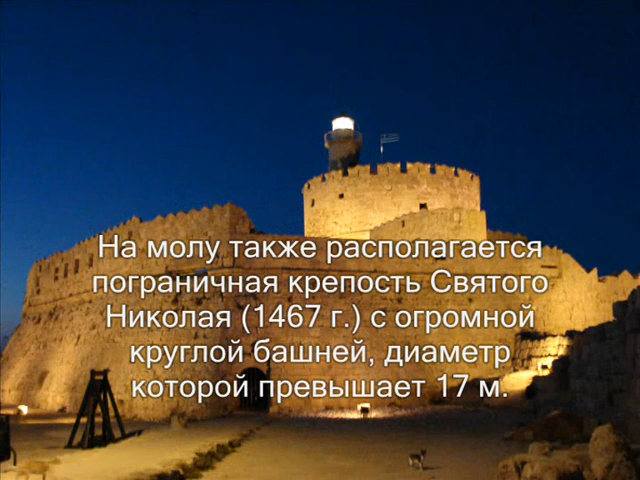 На молу также располагается
пограничная крепость Святого
Николая (1467 г.) с огромной
круглой башней, диаметр
которой превышает 17 м.